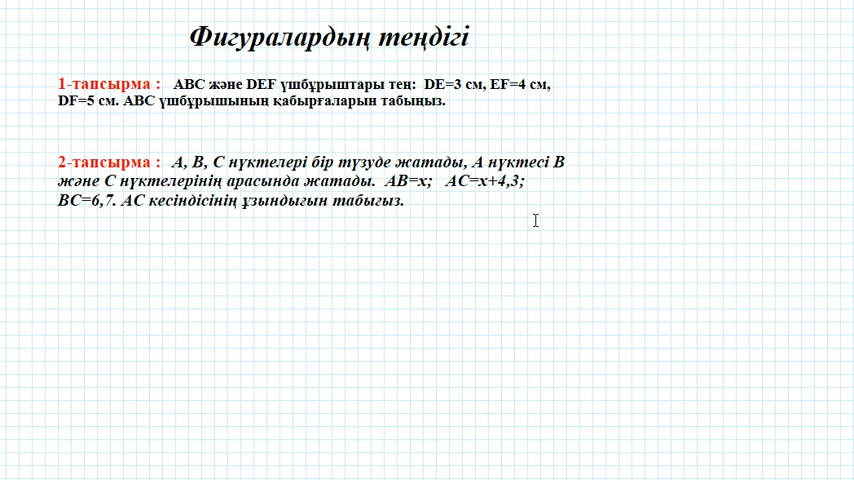 Фигуралардың теңдігі
1-тапсырма : ABC және DEF үшбұрыштары тең: DE=3 см, EF=4 см,
DF=5 см. ABC үшбұрышының қабырғаларын табыңыз.
2-тапсырма : A, B, C нүктелері бір түзуде жатады, A нүктесі B
және C нүктелерінің арасында жатады. AB=x; AC=x+4,3;
BC=6,7. AC кесіндісінің ұзындығын табығыз.